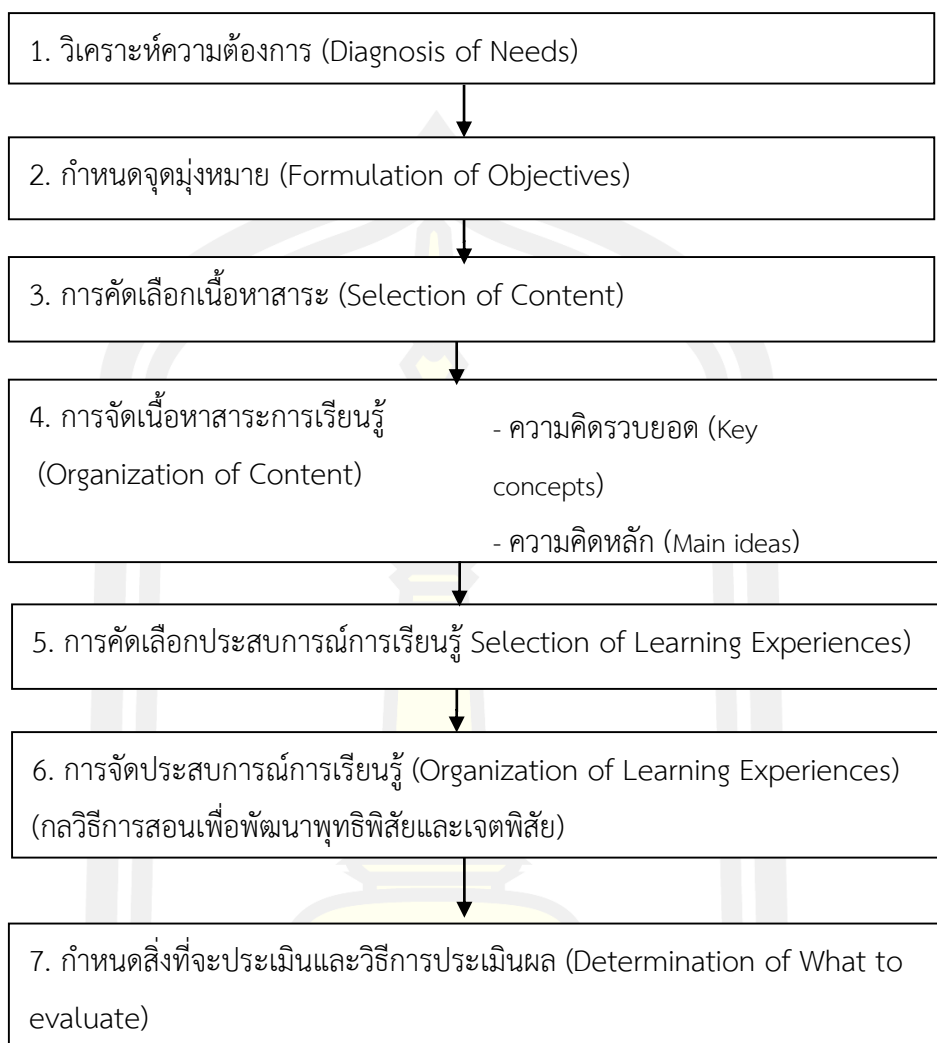 1. วิเคราะห์ความต้องการ (Diagnosis of Needs)
2. กำหนดจุดมุ่งหมาย (Formulation of Objectives)
3. การคัดเลือกเนื้อหาสาระ (Selection of Content)
4. การจัดเนื้อหาสาระการเรียนรู้
(Organization of Content)
- ความคิดรวบยอด (Key
concepts)
- ความคิดหลัก (Main ideas)
5. การคัดเลือกประสบการณ์การเรียนรู้ Selection of Learning Experiences)
6. การจัดประสบการณ์การเรียนรู้ (Organization of Learning Experiences)
(กลวิธีการสอนเพื่อพัฒนาพุทธิพิสัยและเจตพิสัย)
7. กำหนดสิ่งที่จะประเมินและวิธีการประเมินผล (Determination of What to
evaluate)